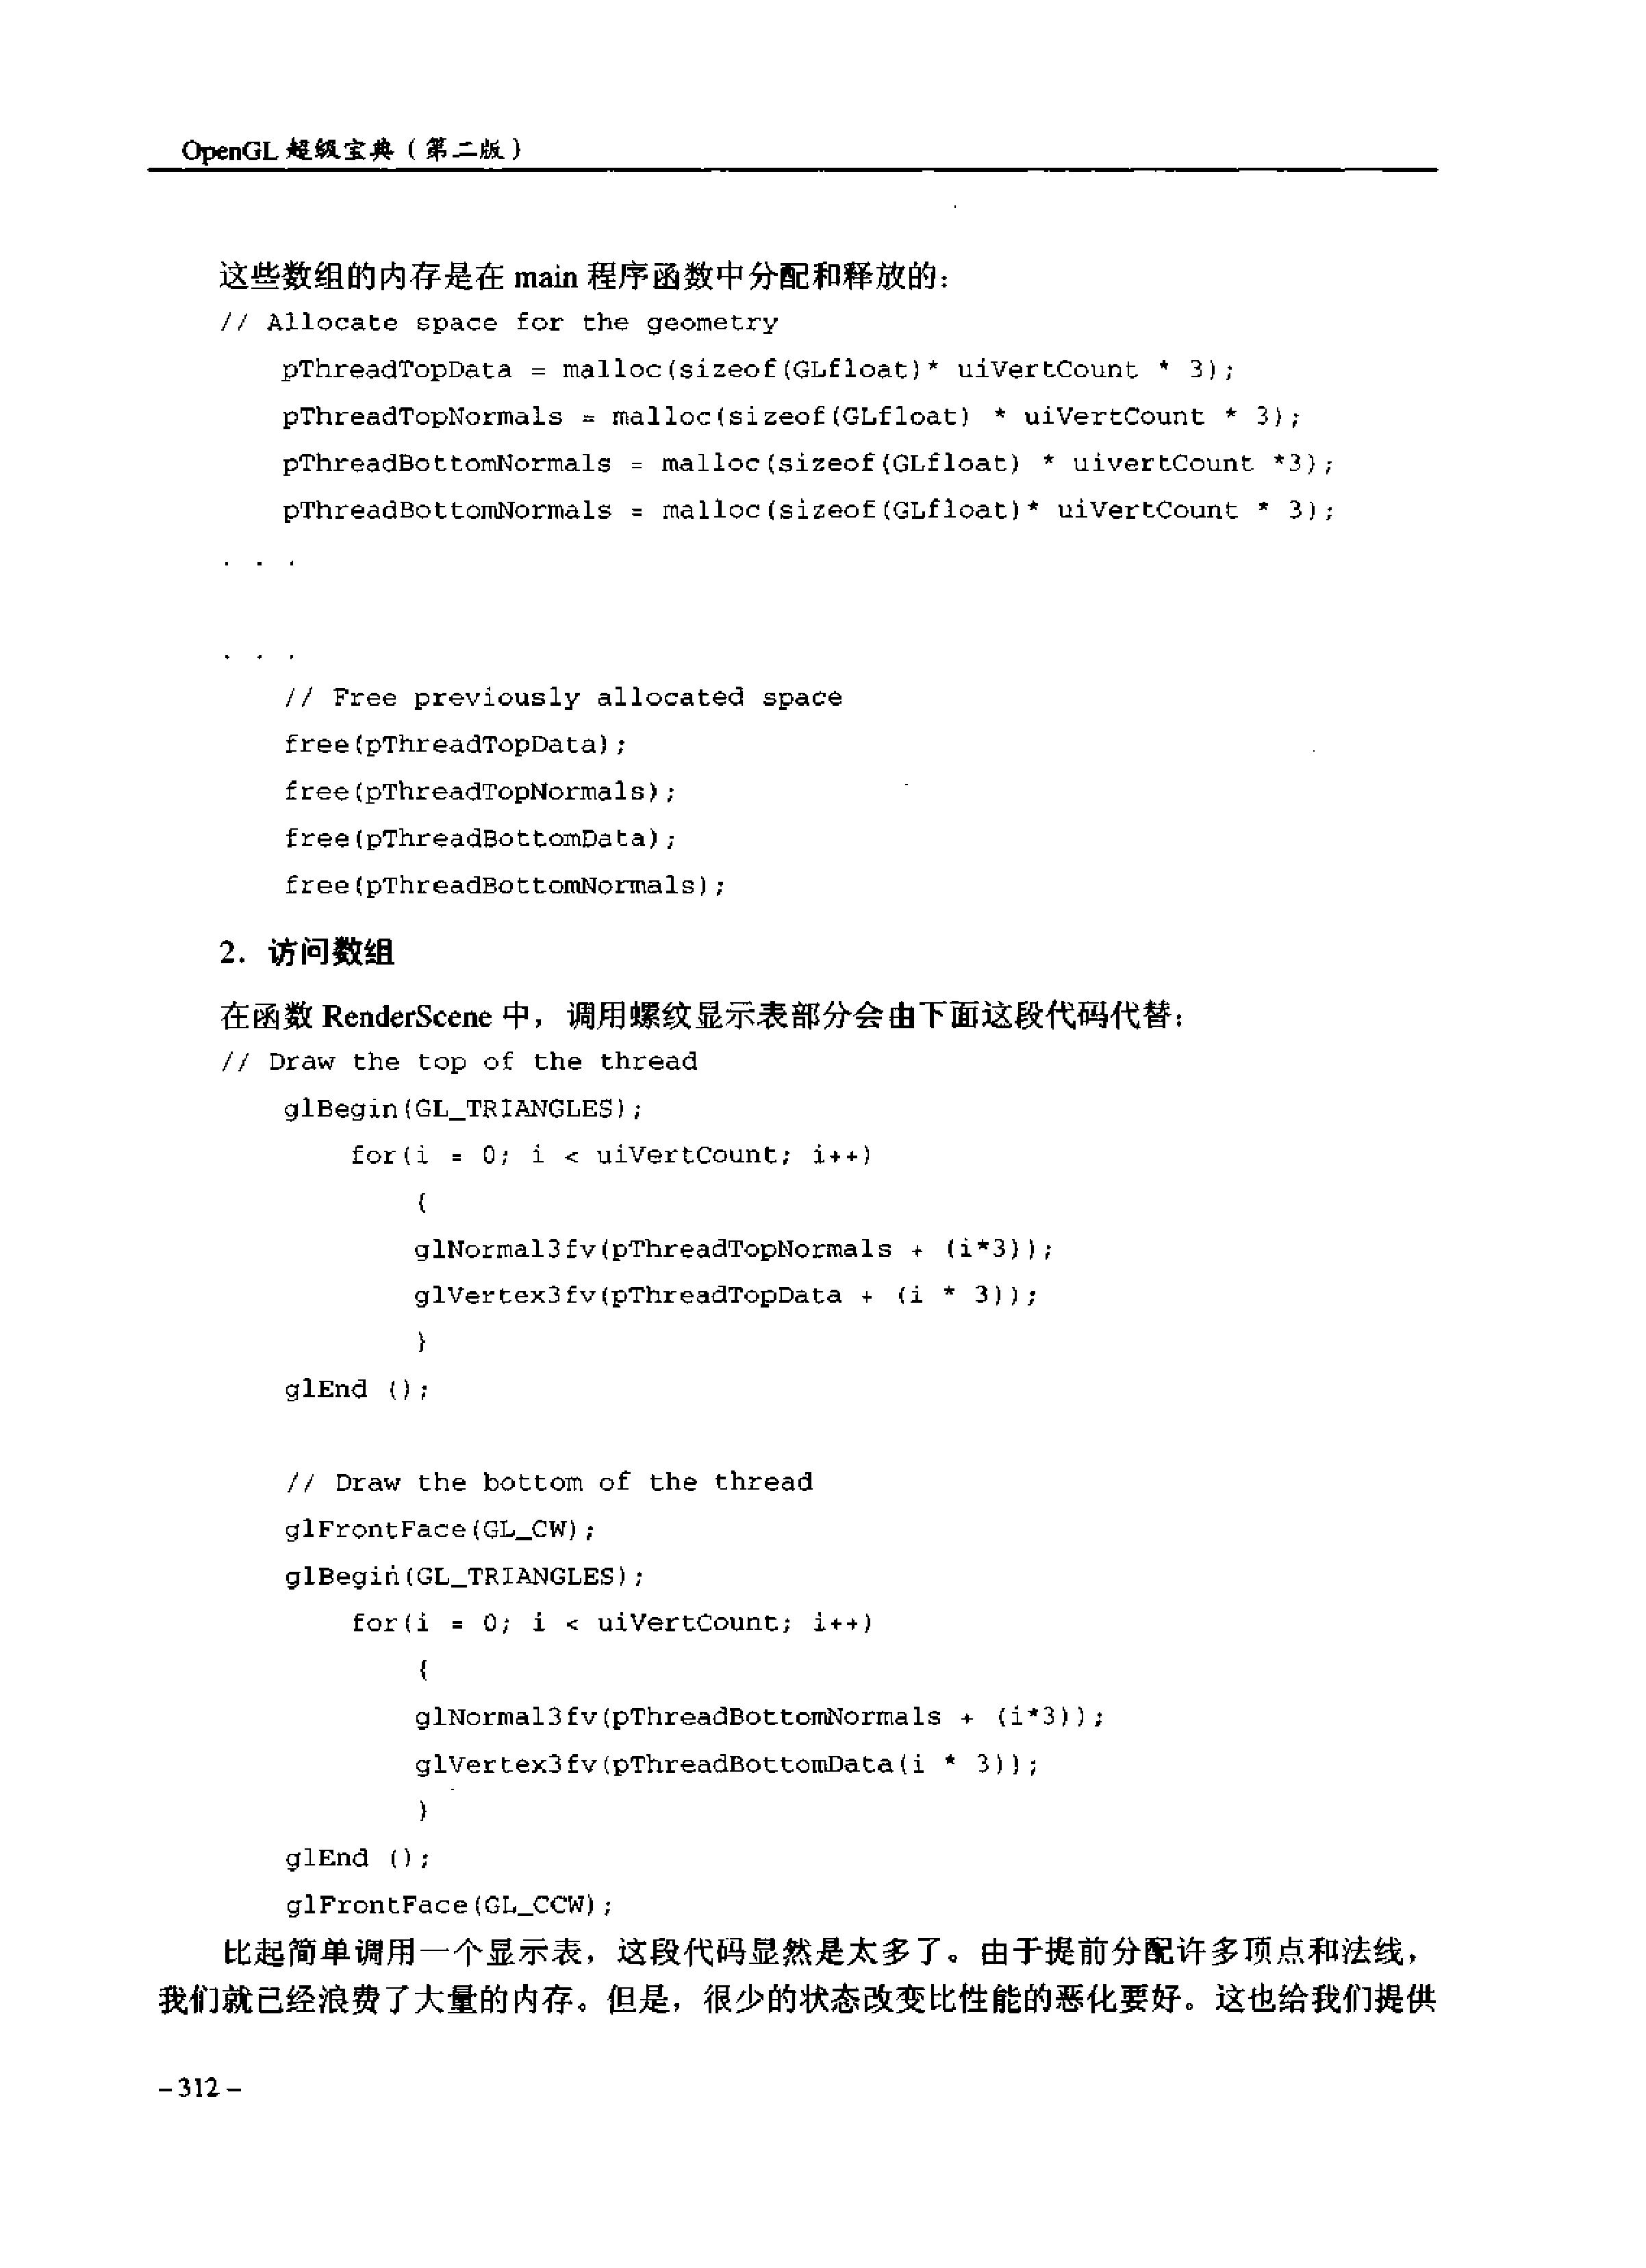 OpenGL 超级宝典（第二版）
这些数组的内存是在 main 程序函数中分配和释放的：
// Allocate space for the geometry
pThreadTopData = malloc(sizeof(GLfloat)* uiVertCount * 3);
pThreadTopNormals = malloc(sizeof(GLfloat) * uiVertCount * 3);
pThreadBottomNormals = malloc(sizeof(GLfloat) * uivertCount *3);
pThreadBottomNormals = malloc(sizeof(GLfloat)* uiVertCount * 3);
. . .
. . .
// Free previously allocated space
free(pThreadTopData);
free(pThreadTopNormals);
free(pThreadBottomData);
free(pThreadBottomNormals);
2. 访问数组
在函数 RenderScene 中，调用螺纹显示表部分会由下面这段代码代替：
// Draw the top of the thread
glBegin(GL_TRIANGLES);
for(i = 0; i < uiVertCount; i++)
{
glNormal3fv(pThreadTopNormals + (i*3));
glVertex3fv(pThreadTopData + (i * 3));
}
glEnd ();
// Draw the bottom of the thread
glFrontFace(GL_CW);
glBegin(GL_TRIANGLES);
for(i = 0; i < uiVertCount; i++)
{
glNormal3fv(pThreadBottomNormals + (i*3));
glVertex3fv(pThreadBottomData(i * 3));
}
glEnd ();
glFrontFace(GL_CCW);
比起简单调用一个显示表，这段代码显然是太多了。由于提前分配许多顶点和法线，
我们就已经浪费了大量的内存。但是，很少的状态改变比性能的恶化要好。这也给我们提供
-312-